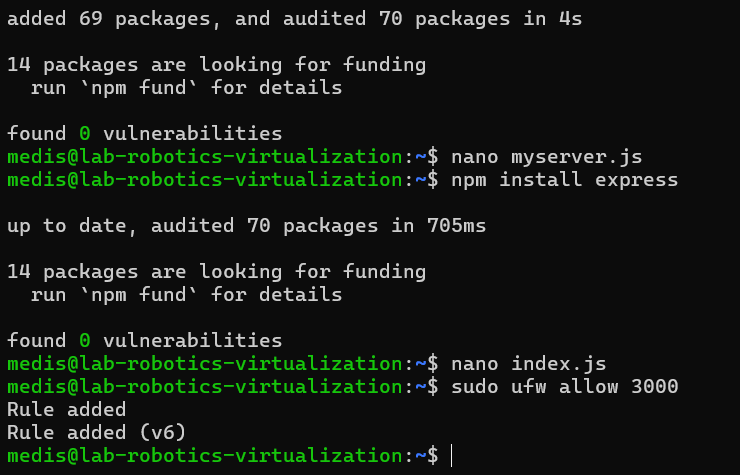 added 69 packages, and audited 70 packages in 4s
14 packages are looking for funding
run `npm fund` for details
found 0 vulnerabilities
medis@lab-robotics-virtualization:~$ nano myserver.js
medis@lab-robotics-virtualization:~$ npm install express
up to date, audited 70 packages in 705ms
14 packages are looking for funding
run `npm fund` for details
found 0 vulnerabilities
medis@lab-robotics-virtualization:~$ nano index.js
medis@lab-robotics-virtualization:~$ sudo ufw allow 3000
Rule added
Rule added (v6)
medis@lab-robotics-virtualization:~$